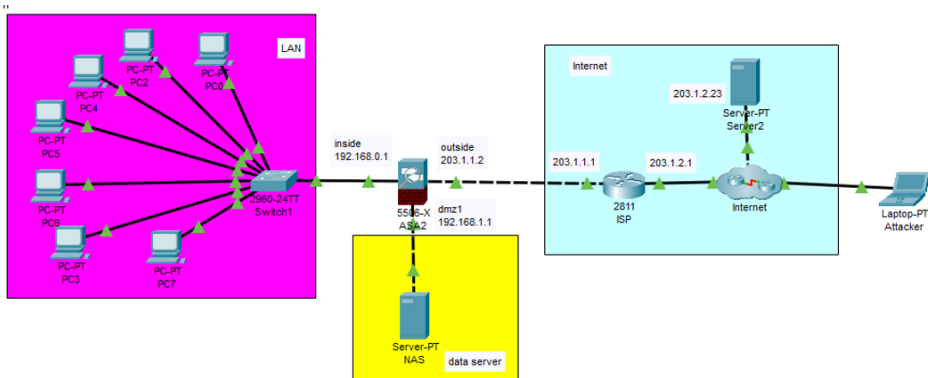 "
LAN
PC-PT
PC2
PC-PT
PC0
PC-PT
PC4
PC-PT
PC5
PC-PT
PC6
PC-PT
PC3
PC-PT
PC7
2960-24TT
Switch1
inside
192.168.0.1
outside
203.1.1.2
5506-X
ASA2
dmz1
192.168.1.1
Server-PT
NAS
data server
Internet
203.1.1.1
2811
ISP
203.1.2.1
203.1.2.23
Server-PT
Server2
Internet
Laptop-PT
Attacker